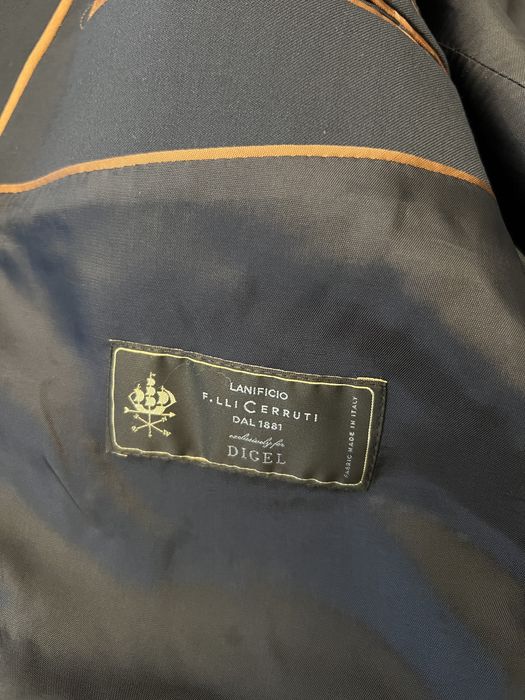 LANIFICIO
F.LLI CERRUTI
DAL 1881
exclusively for
DIGEL
FABRIC MADE IN ITALY